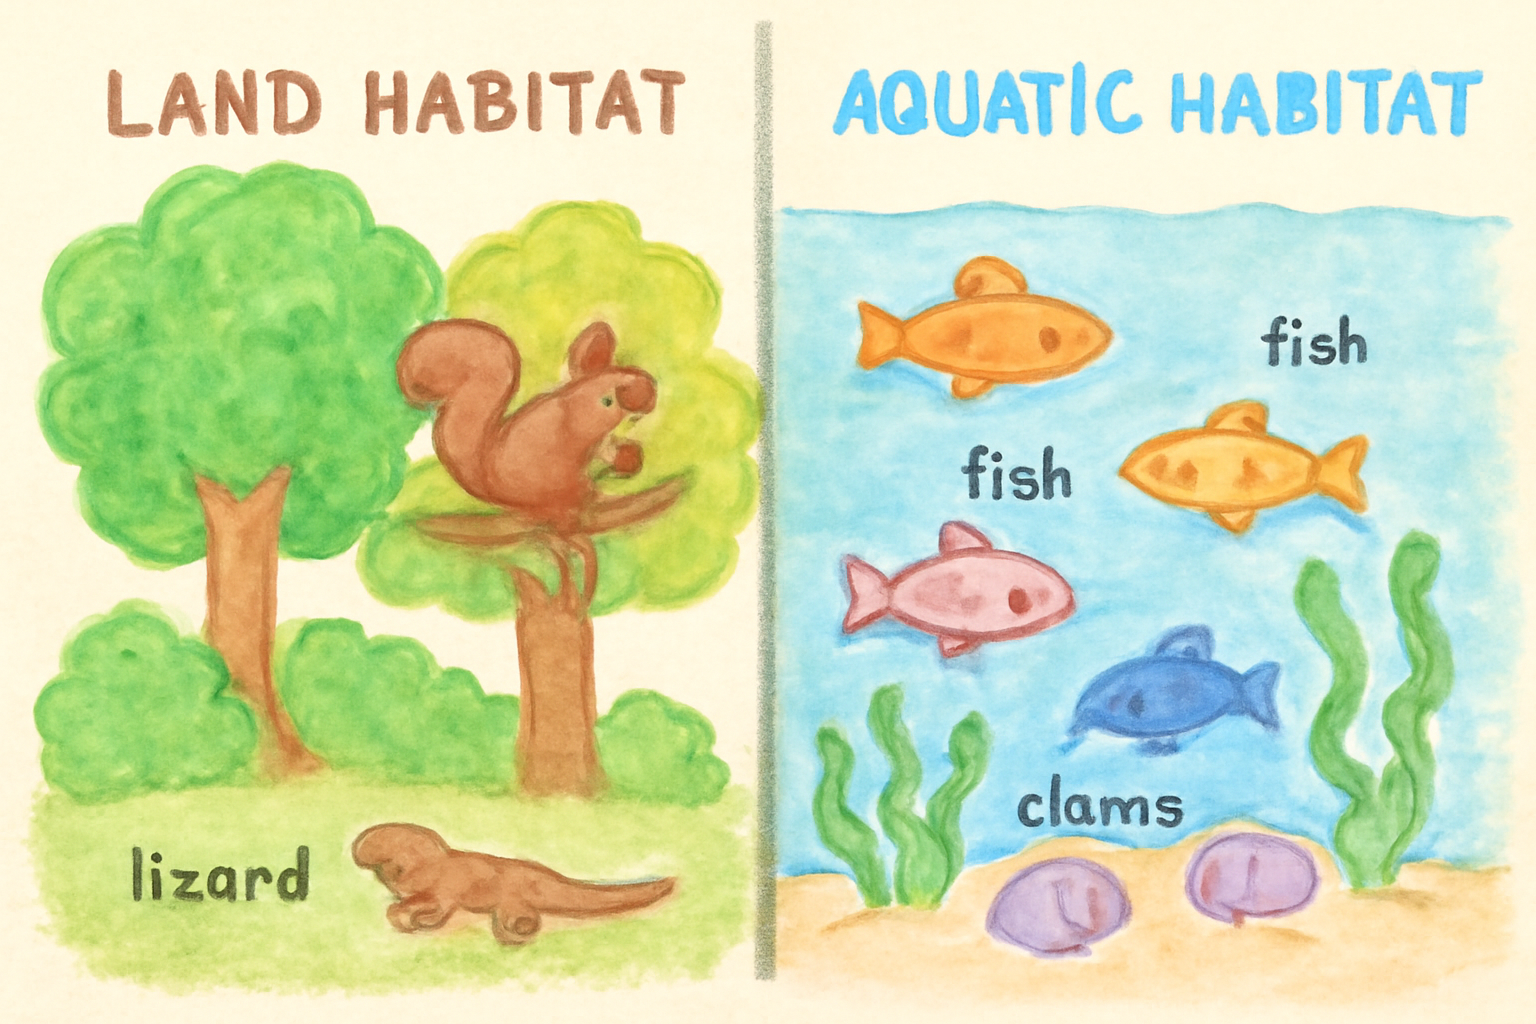 LAND HABITAT
lizard
AQUATIC HABITAT
fish
fish
clams